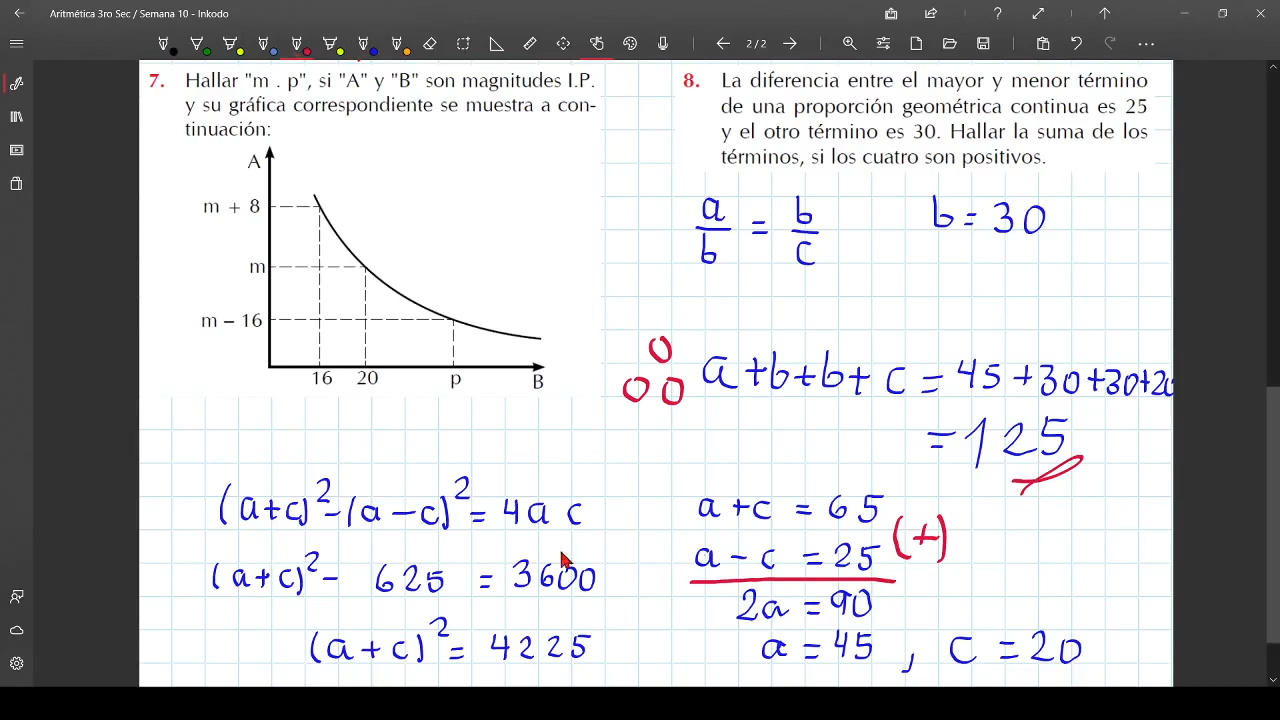 Aritmética 3ro Sec / Semana 10 - Inkodo
2/2
7. Hallar "m . p", si "A" y "B" son magnitudes I.P.
y su gráfica correspondiente se muestra a con-
tinuación:
A
m + 8
m
m – 16
16 20 p B
(a+c)² - (a - c)² = 4a c
(a+c)² - 625 = 3600
(a + c)² = 4225
8. La diferencia entre el mayor y menor término
de una proporción geométrica continua es 25
y el otro término es 30. Hallar la suma de los
términos, si los cuatro son positivos.
a/b = b/c b = 30
a + b + b + c = 45 + 30 + 30 + 20
= 125
a + c = 65
a - c = 25 (+)
2a = 90
a = 45 , c = 20